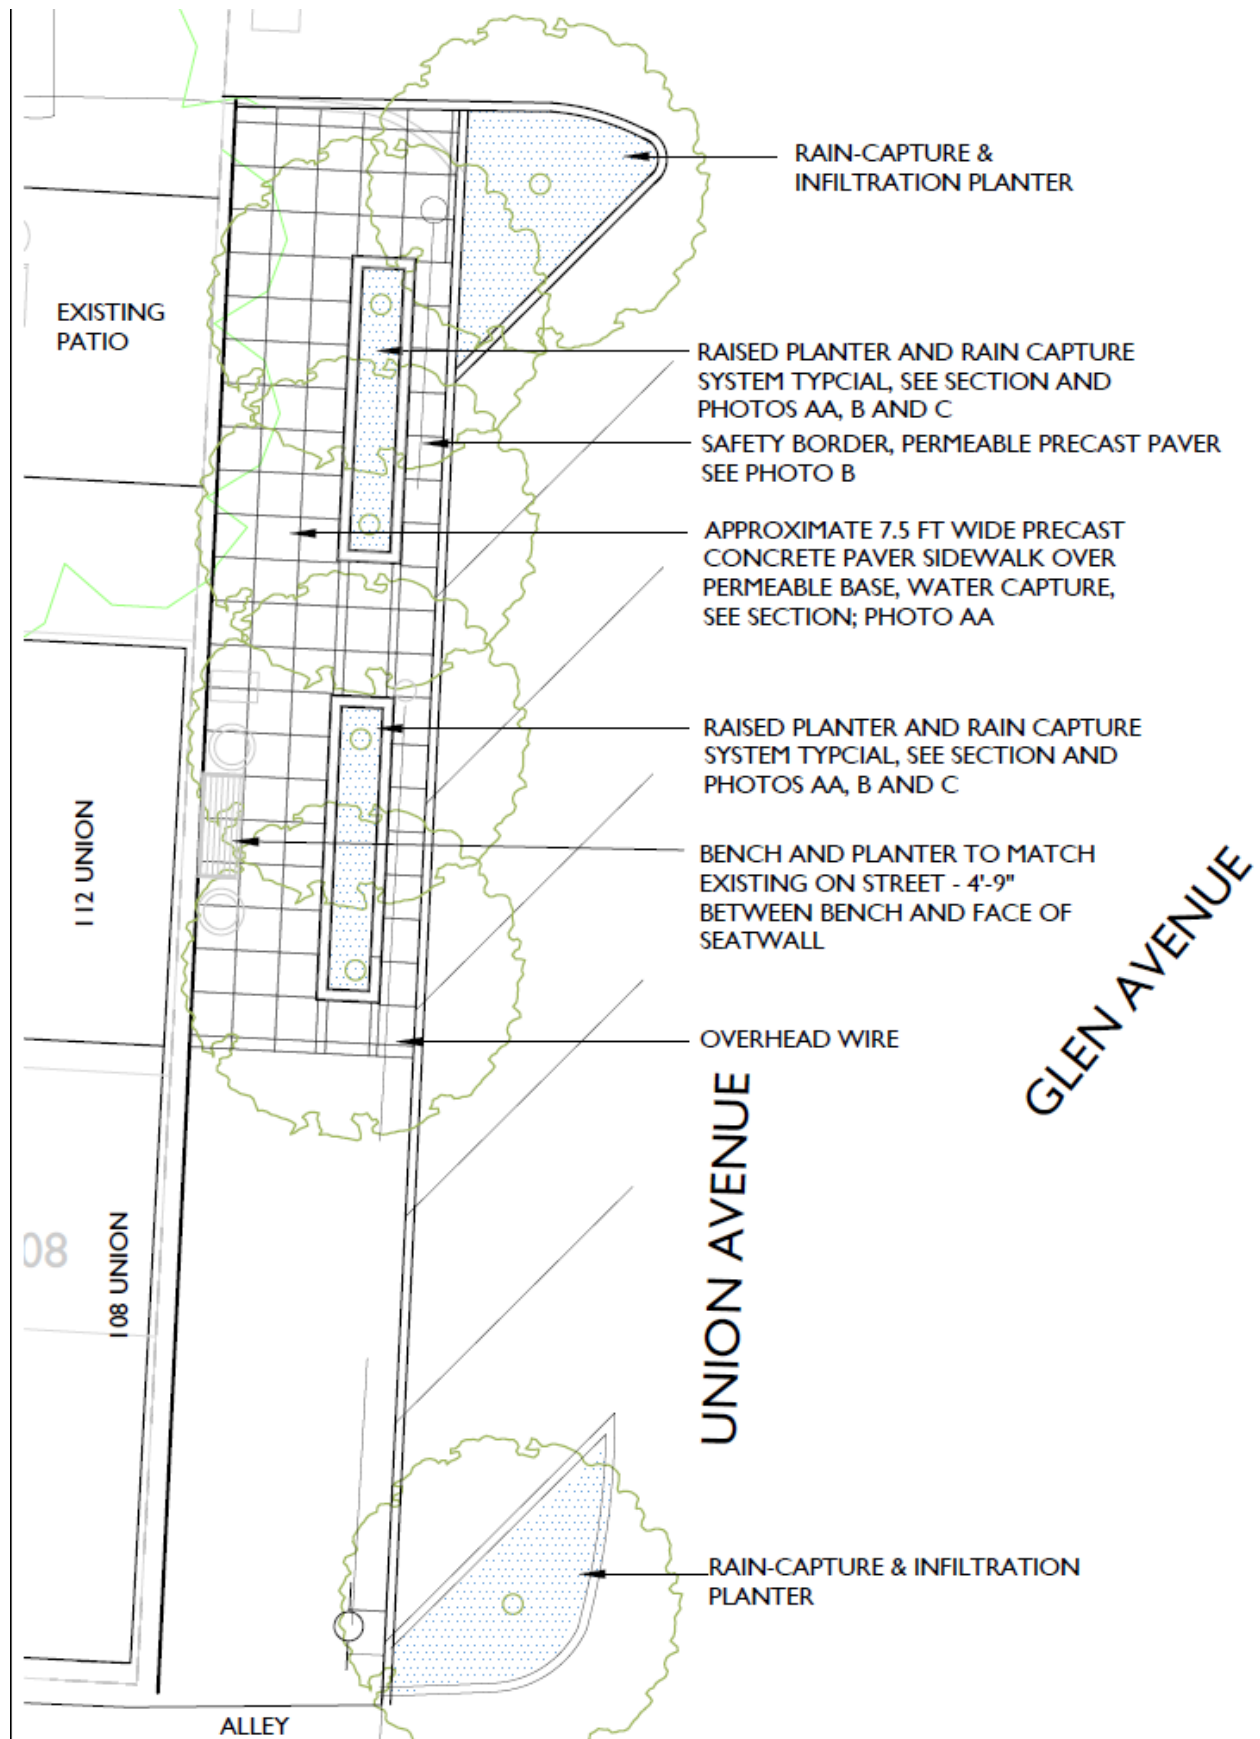 RAIN-CAPTURE &
INFILTRATION PLANTER
EXISTING
PATIO
RAISED PLANTER AND RAIN CAPTURE
SYSTEM TYPCIAL, SEE SECTION AND
PHOTOS AA, B AND C
SAFETY BORDER, PERMEABLE PRECAST PAVER
SEE PHOTO B
APPROXIMATE 7.5 FT WIDE PRECAST
CONCRETE PAVER SIDEWALK OVER
PERMEABLE BASE, WATER CAPTURE,
SEE SECTION; PHOTO AA
RAISED PLANTER AND RAIN CAPTURE
SYSTEM TYPCIAL, SEE SECTION AND
PHOTOS AA, B AND C
112 UNION
BENCH AND PLANTER TO MATCH
EXISTING ON STREET - 4'-9"
BETWEEN BENCH AND FACE OF
SEATWALL
GLEN AVENUE
OVERHEAD WIRE
UNION AVENUE
08
108 UNION
RAIN-CAPTURE & INFILTRATION
PLANTER
ALLEY